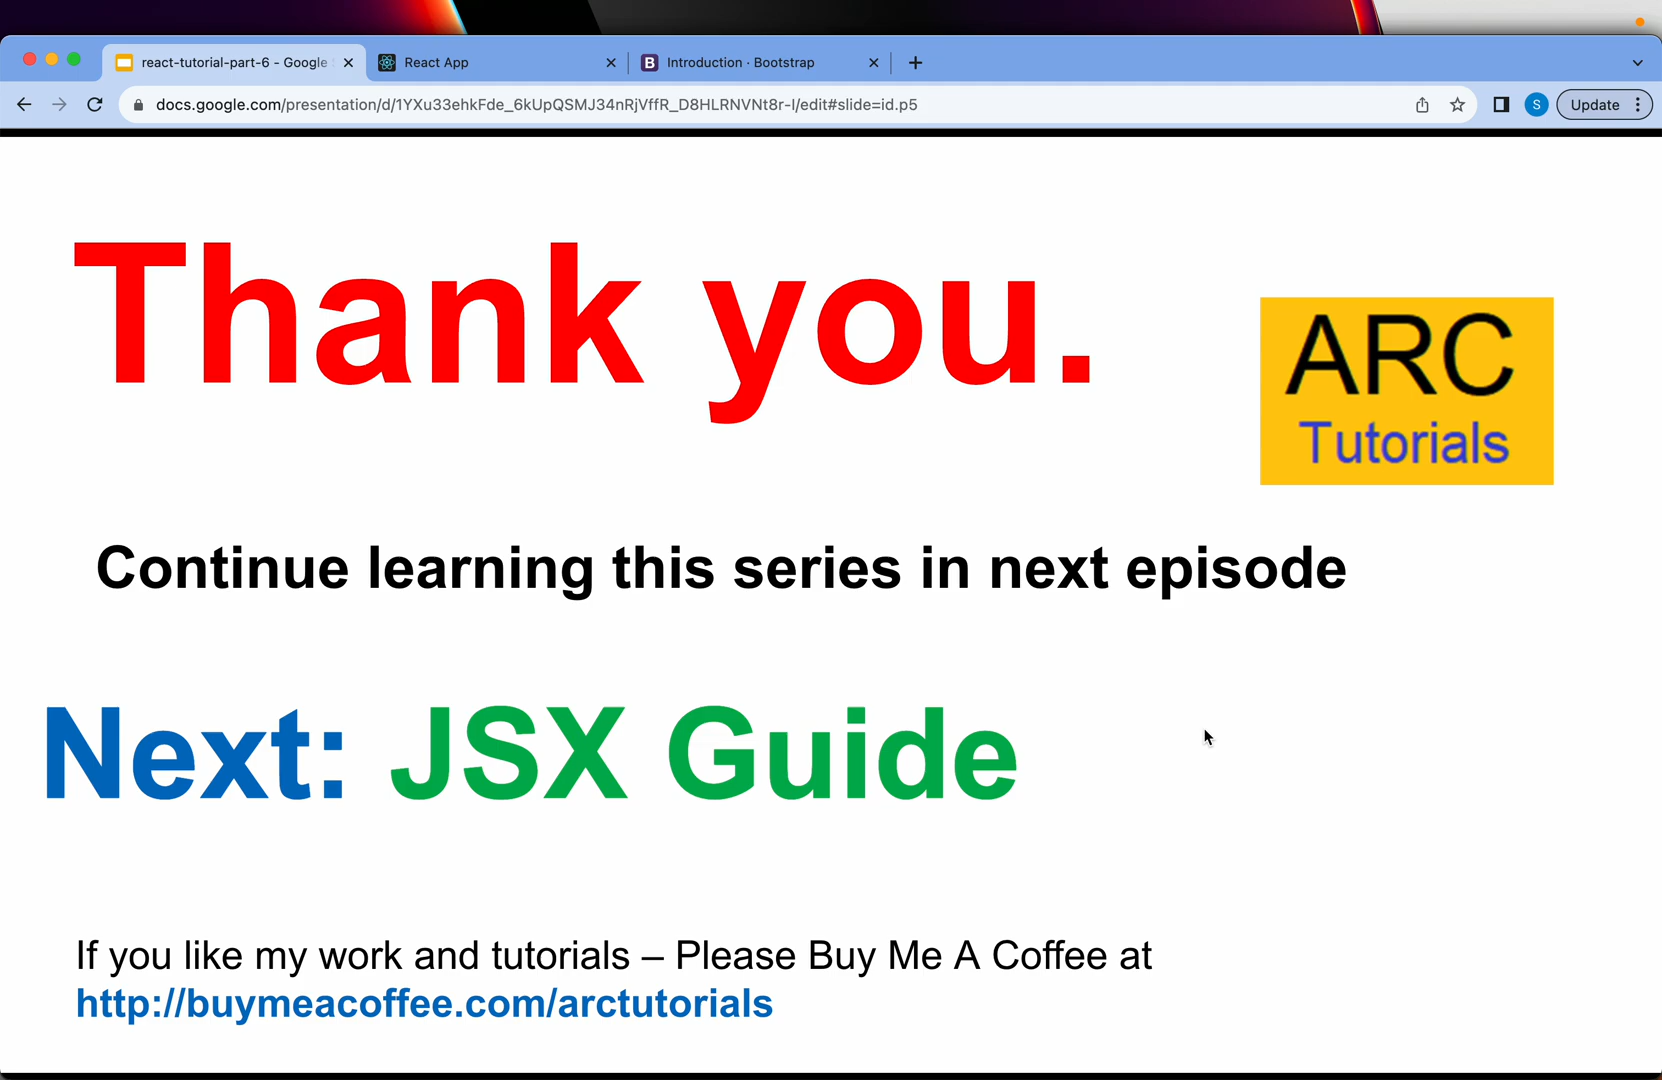 react-tutorial-part-6 - Google
React App
Introduction · Bootstrap
docs.google.com/presentation/d/1YXu33ehkFde_6kUpQSMJ34nRjVffR_D8HLRNVNt8r-I/edit#slide=id.p5
S
Update
Thank you.
ARC
Tutorials
Continue learning this series in next episode
Next: JSX Guide
If you like my work and tutorials – Please Buy Me A Coffee at
http://buymeacoffee.com/arctutorials